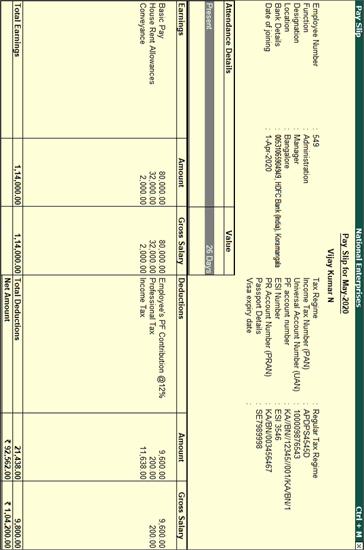 Pay Slip National Enterprises Ctrl + M
Pay Slip for May-2020
Vijay Kumar N
Employee Number : 549 Tax Regime : Regular Tax Regime
Function : Administration Income Tax Number (PAN) : APDPS4545D
Designation : Manager Universal Account Number (UAN) : 100009876543
Location : Bangalore PF account number : KA/BN//12345//001/KA/BN/1
Bank Details HDFC Bank (India), Koramangala ESI Number : ESI 3546
Date of joining : 1-Apr-2020 PR Account Number (PRAN) : KA/BN/003456467
Passport Details : SE7989998
Visa expiry date :
Attendance Details Value
Present 26 Days
Earnings Amount Gross Salary Deductions Amount Gross Salary
Basic Pay 80,000.00 80,000.00 Employee's PF Contribution @12% 9,600.00 9,600.00
House Rent Allowances 32,000.00 32,000.00 Professional Tax 200.00 200.00
Conveyance 2,000.00 2,000.00 Income Tax 11,638.00
Total Earnings 1,14,000.00 1,14,000.00 Total Deductions 21,438.00 9,800.00
Net Amount ₹ 92,562.00 ₹ 1,04,200.00